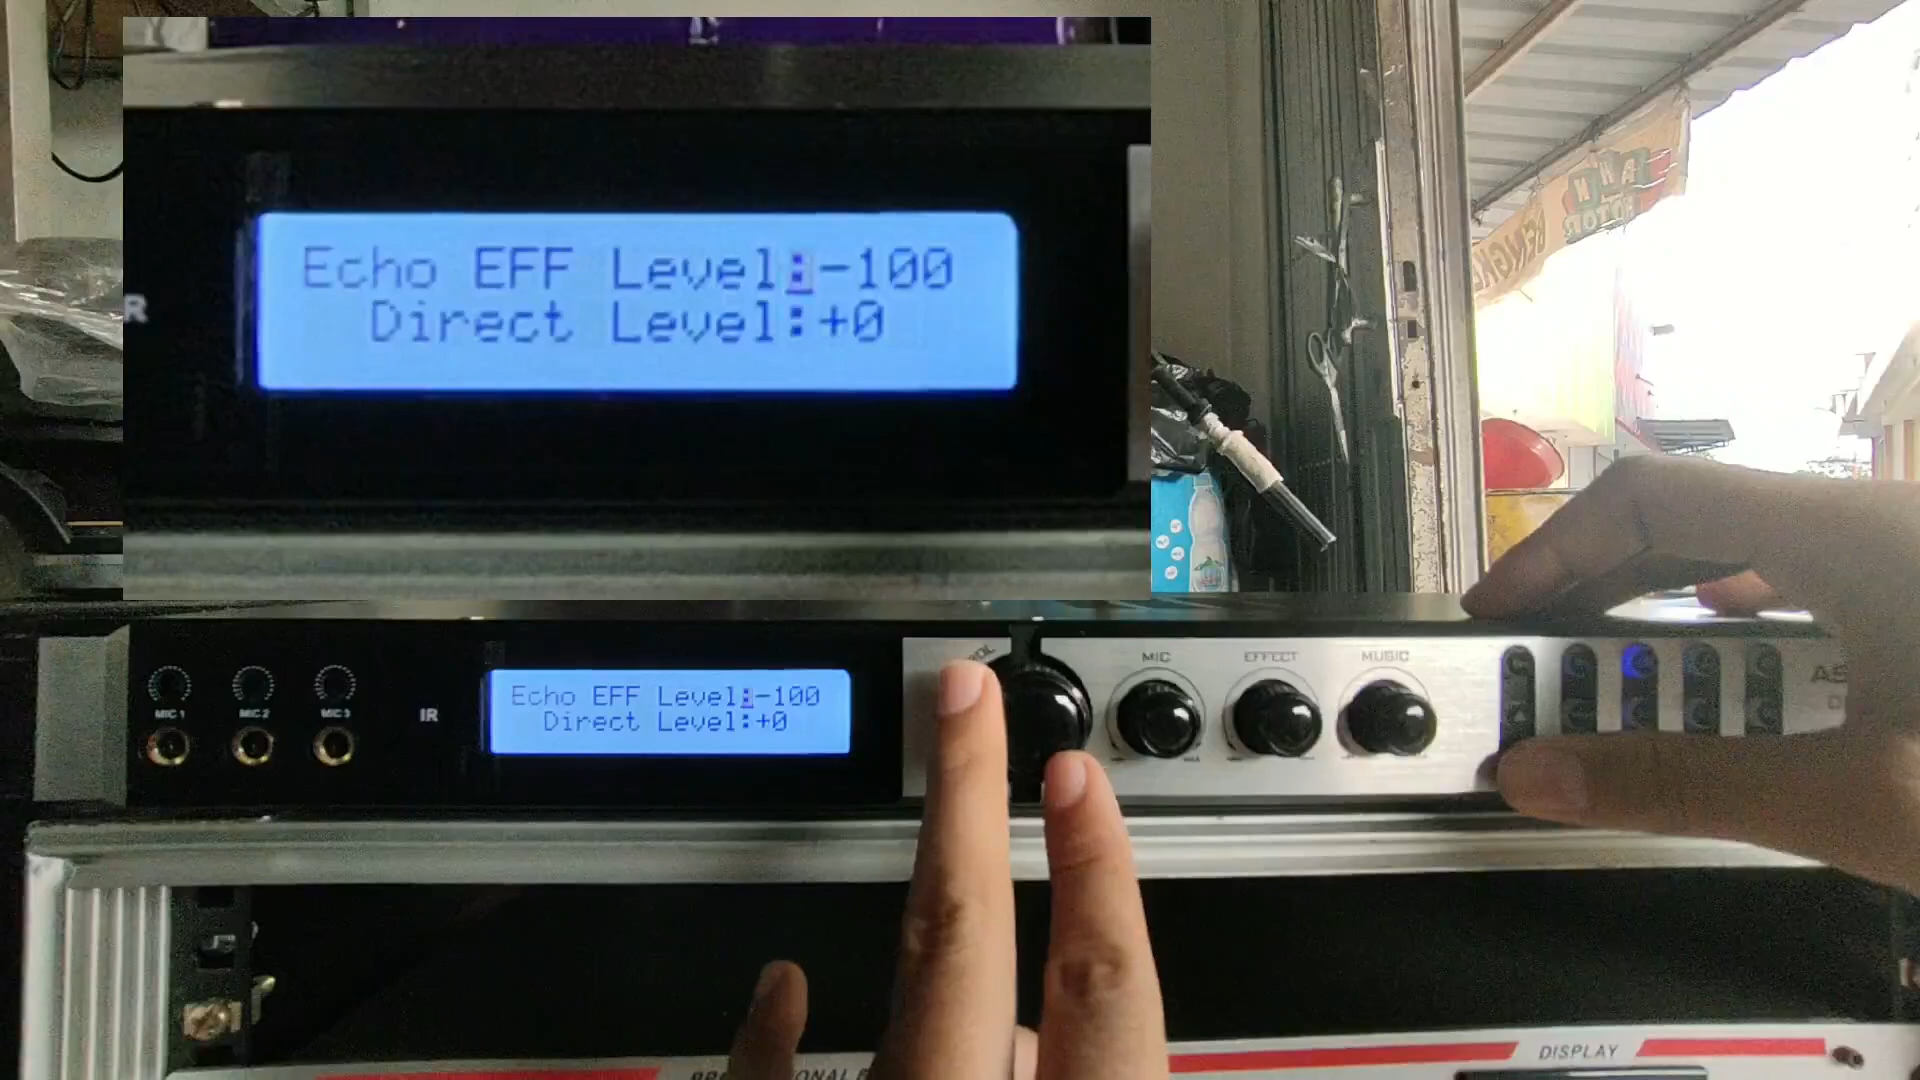 Echo EFF Level:-100
Direct Level:+0
R
MIC 1
MIC 2
MIC 3
IR
Echo EFF Level:-100
Direct Level:+0
MIC
EFFECT
MUSIC
DISPLAY